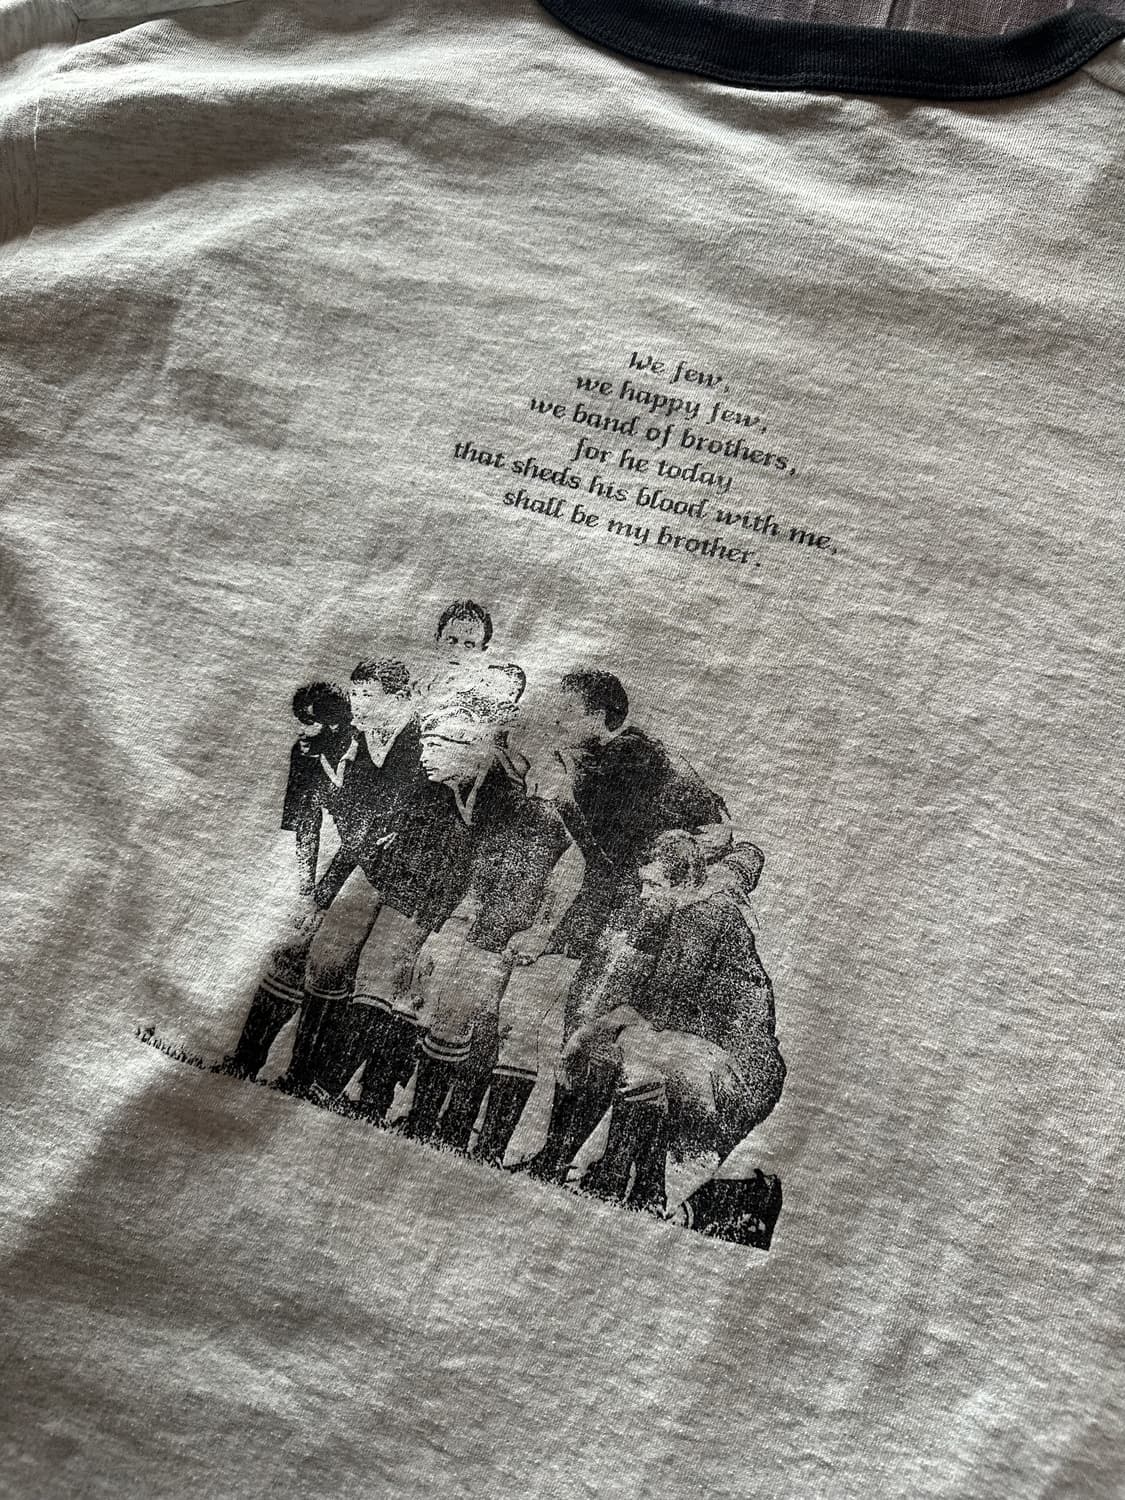 We few,
we happy few,
we band of brothers,
for he today
that sheds his blood with me,
shall be my brother.